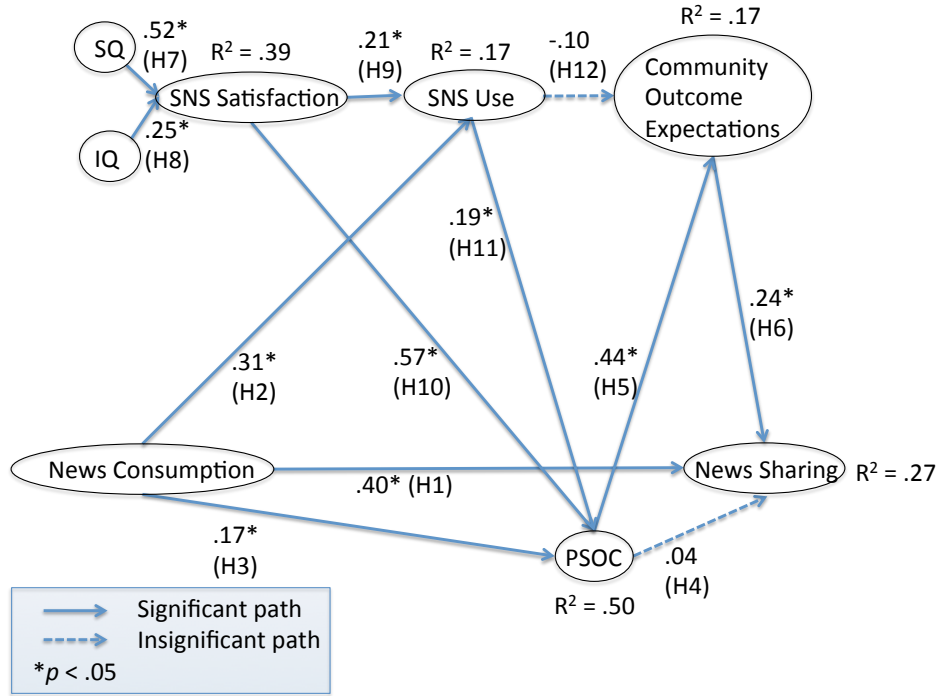 SQ
.52*
(H7)
R² = .39
.21*
(H9)
R² = .17
-.10
(H12)
R² = .17
SNS Satisfaction
SNS Use
Community
Outcome
Expectations
IQ
.25*
(H8)
.19*
(H11)
.24*
(H6)
.31*
(H2)
.57*
(H10)
.44*
(H5)
News Consumption
.40* (H1)
News Sharing
R² = .27
.17*
(H3)
PSOC
.04
(H4)
R² = .50
Significant path
Insignificant path
*p < .05